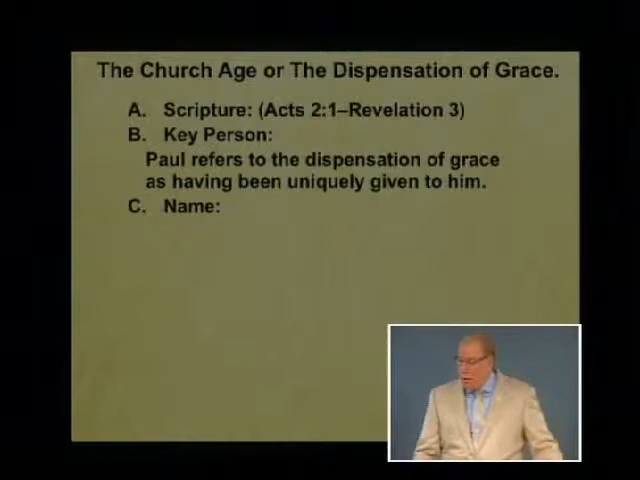 The Church Age or The Dispensation of Grace.
A. Scripture: (Acts 2:1–Revelation 3)
B. Key Person:
Paul refers to the dispensation of grace
as having been uniquely given to him.
C. Name: